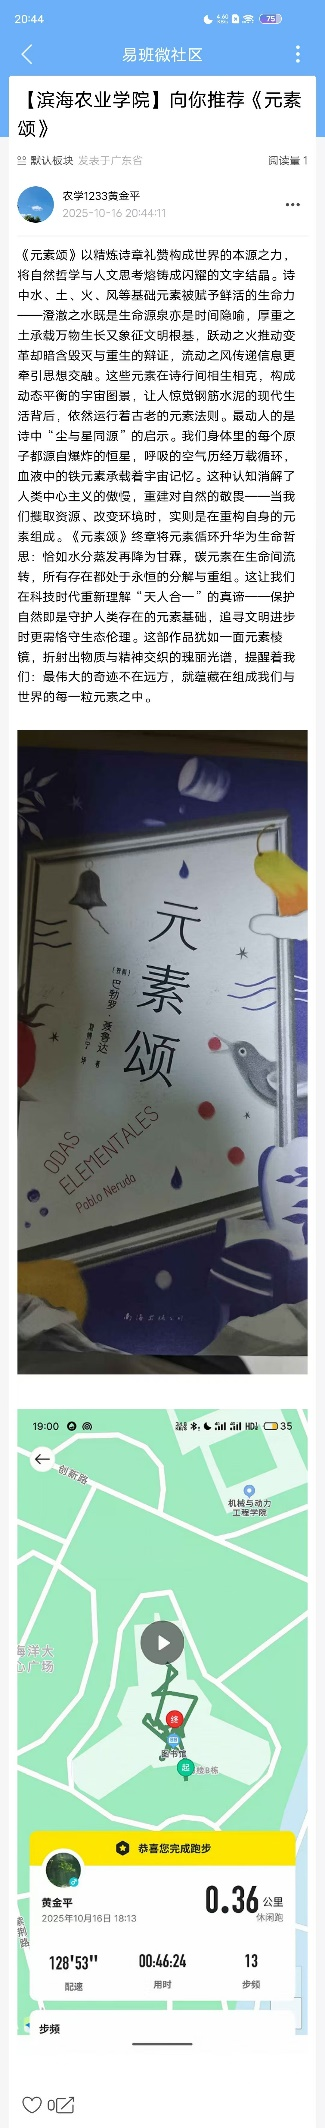 20:44
75
易班微社区
【滨海农业学院】向你推荐《元素
颂》
默认板块 发表于广东省
阅读量 1
农学1233黄金平
2025-10-16 20:44:11
《元素颂》以精炼诗章礼赞构成世界的本源之力，
将自然哲学与人文思考熔铸成闪耀的文字结晶。诗
中水、土、火、风等基础元素被赋予鲜活的生命力
——澄澈之水既是生命源泉亦是时间隐喻，厚重之
土承载万物生长又象征文明根基，跃动之火推动变
革却暗含毁灭与重生的辩证，流动之风传递信息更
牵引思想交融。这些元素在诗行间相生相克，构成
动态平衡的宇宙图景，让人惊觉钢筋水泥的现代生
活背后，依然运行着古老的元素法则。最动人的是
诗中“尘与星同源”的启示。我们身体里的每个原
子都源自爆炸的恒星，呼吸的空气历经万载循环，
血液中的铁元素承载着宇宙记忆。这种认知消解了
人类中心主义的傲慢，重建对自然的敬畏——当我
们攫取资源、改变环境时，实则是在重构自身的元
素组成。《元素颂》终章将元素循环升华为生命哲
思：恰如水分蒸发再降为甘霖，碳元素在生命间流
转，所有存在都处于永恒的分解与重组。这让我们
在科技时代重新理解“天人合一”的真谛——保护
自然即是守护人类存在的元素基础，追寻文明进步
时更需恪守生态伦理。这部作品犹如一面元素棱
镜，折射出物质与精神交织的瑰丽光谱，提醒着我
们：最伟大的奇迹不在远方，就蕴藏在组成我们与
世界的每一粒元素之中。
元素颂
巴勃罗·聂鲁达 著
ODAS
ELEMENTALES
Pablo Neruda
南海出版公司
19:00
35
创新路
机械与动力
工程学院
海洋大
心广场
终
图书馆
起
楼B栋
恭喜您完成跑步
黄金平
2025年10月16日 18:13
0.36 公里
休闲跑
128'53"
00:46:24
13
配速
用时
步频
紫荆路
步频
0